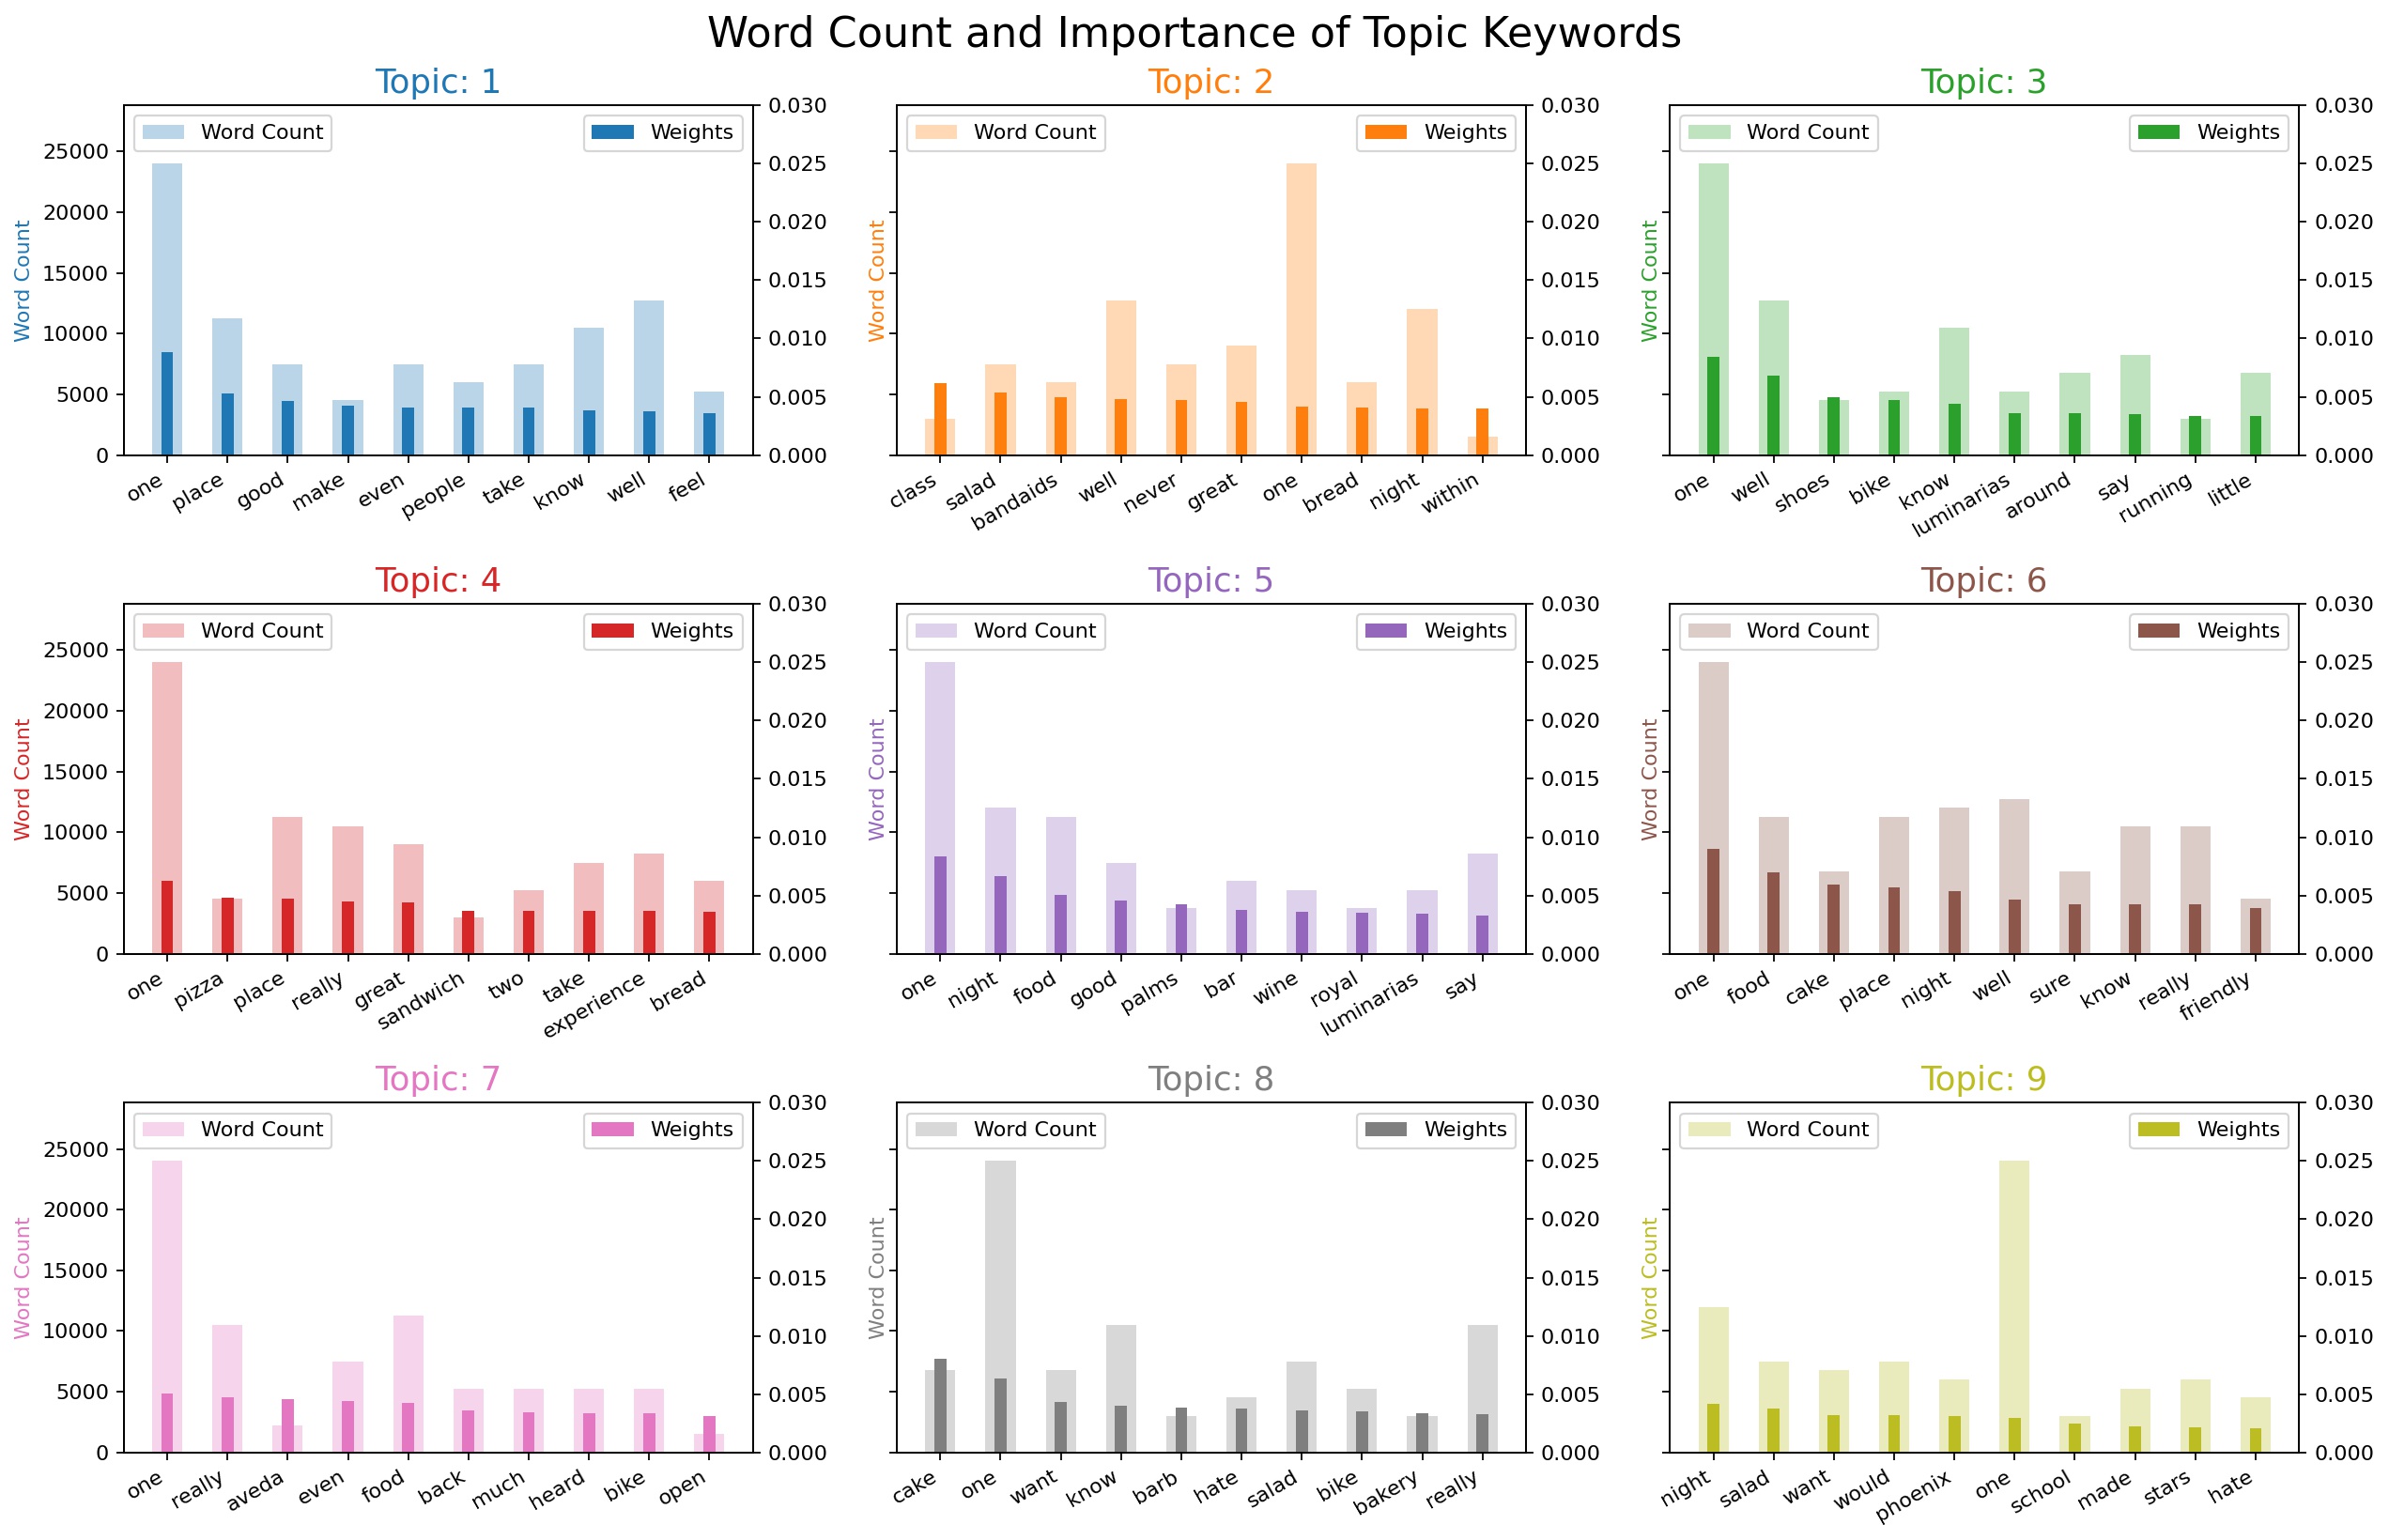 Word Count and Importance of Topic Keywords
Topic: 1
Word Count
Weights
Word Count
25000
20000
15000
10000
5000
0
0.030
0.025
0.020
0.015
0.010
0.005
0.000
one place good make even people take know well feel
Topic: 2
Word Count
Weights
Word Count
0.030
0.025
0.020
0.015
0.010
0.005
0.000
class salad bandaids well never great one bread night within
Topic: 3
Word Count
Weights
Word Count
0.030
0.025
0.020
0.015
0.010
0.005
0.000
one well shoes bike know luminarias around say running little
Topic: 4
Word Count
Weights
Word Count
25000
20000
15000
10000
5000
0
0.030
0.025
0.020
0.015
0.010
0.005
0.000
one pizza place really great sandwich two take experience bread
Topic: 5
Word Count
Weights
Word Count
0.030
0.025
0.020
0.015
0.010
0.005
0.000
one night food good palms bar wine royal luminarias say
Topic: 6
Word Count
Weights
Word Count
0.030
0.025
0.020
0.015
0.010
0.005
0.000
one food cake place night well sure know really friendly
Topic: 7
Word Count
Weights
Word Count
25000
20000
15000
10000
5000
0
0.030
0.025
0.020
0.015
0.010
0.005
0.000
one really aveda even food back much heard bike open
Topic: 8
Word Count
Weights
Word Count
0.030
0.025
0.020
0.015
0.010
0.005
0.000
cake one want know barb hate salad bike bakery really
Topic: 9
Word Count
Weights
Word Count
0.030
0.025
0.020
0.015
0.010
0.005
0.000
night salad want would phoenix one school made stars hate